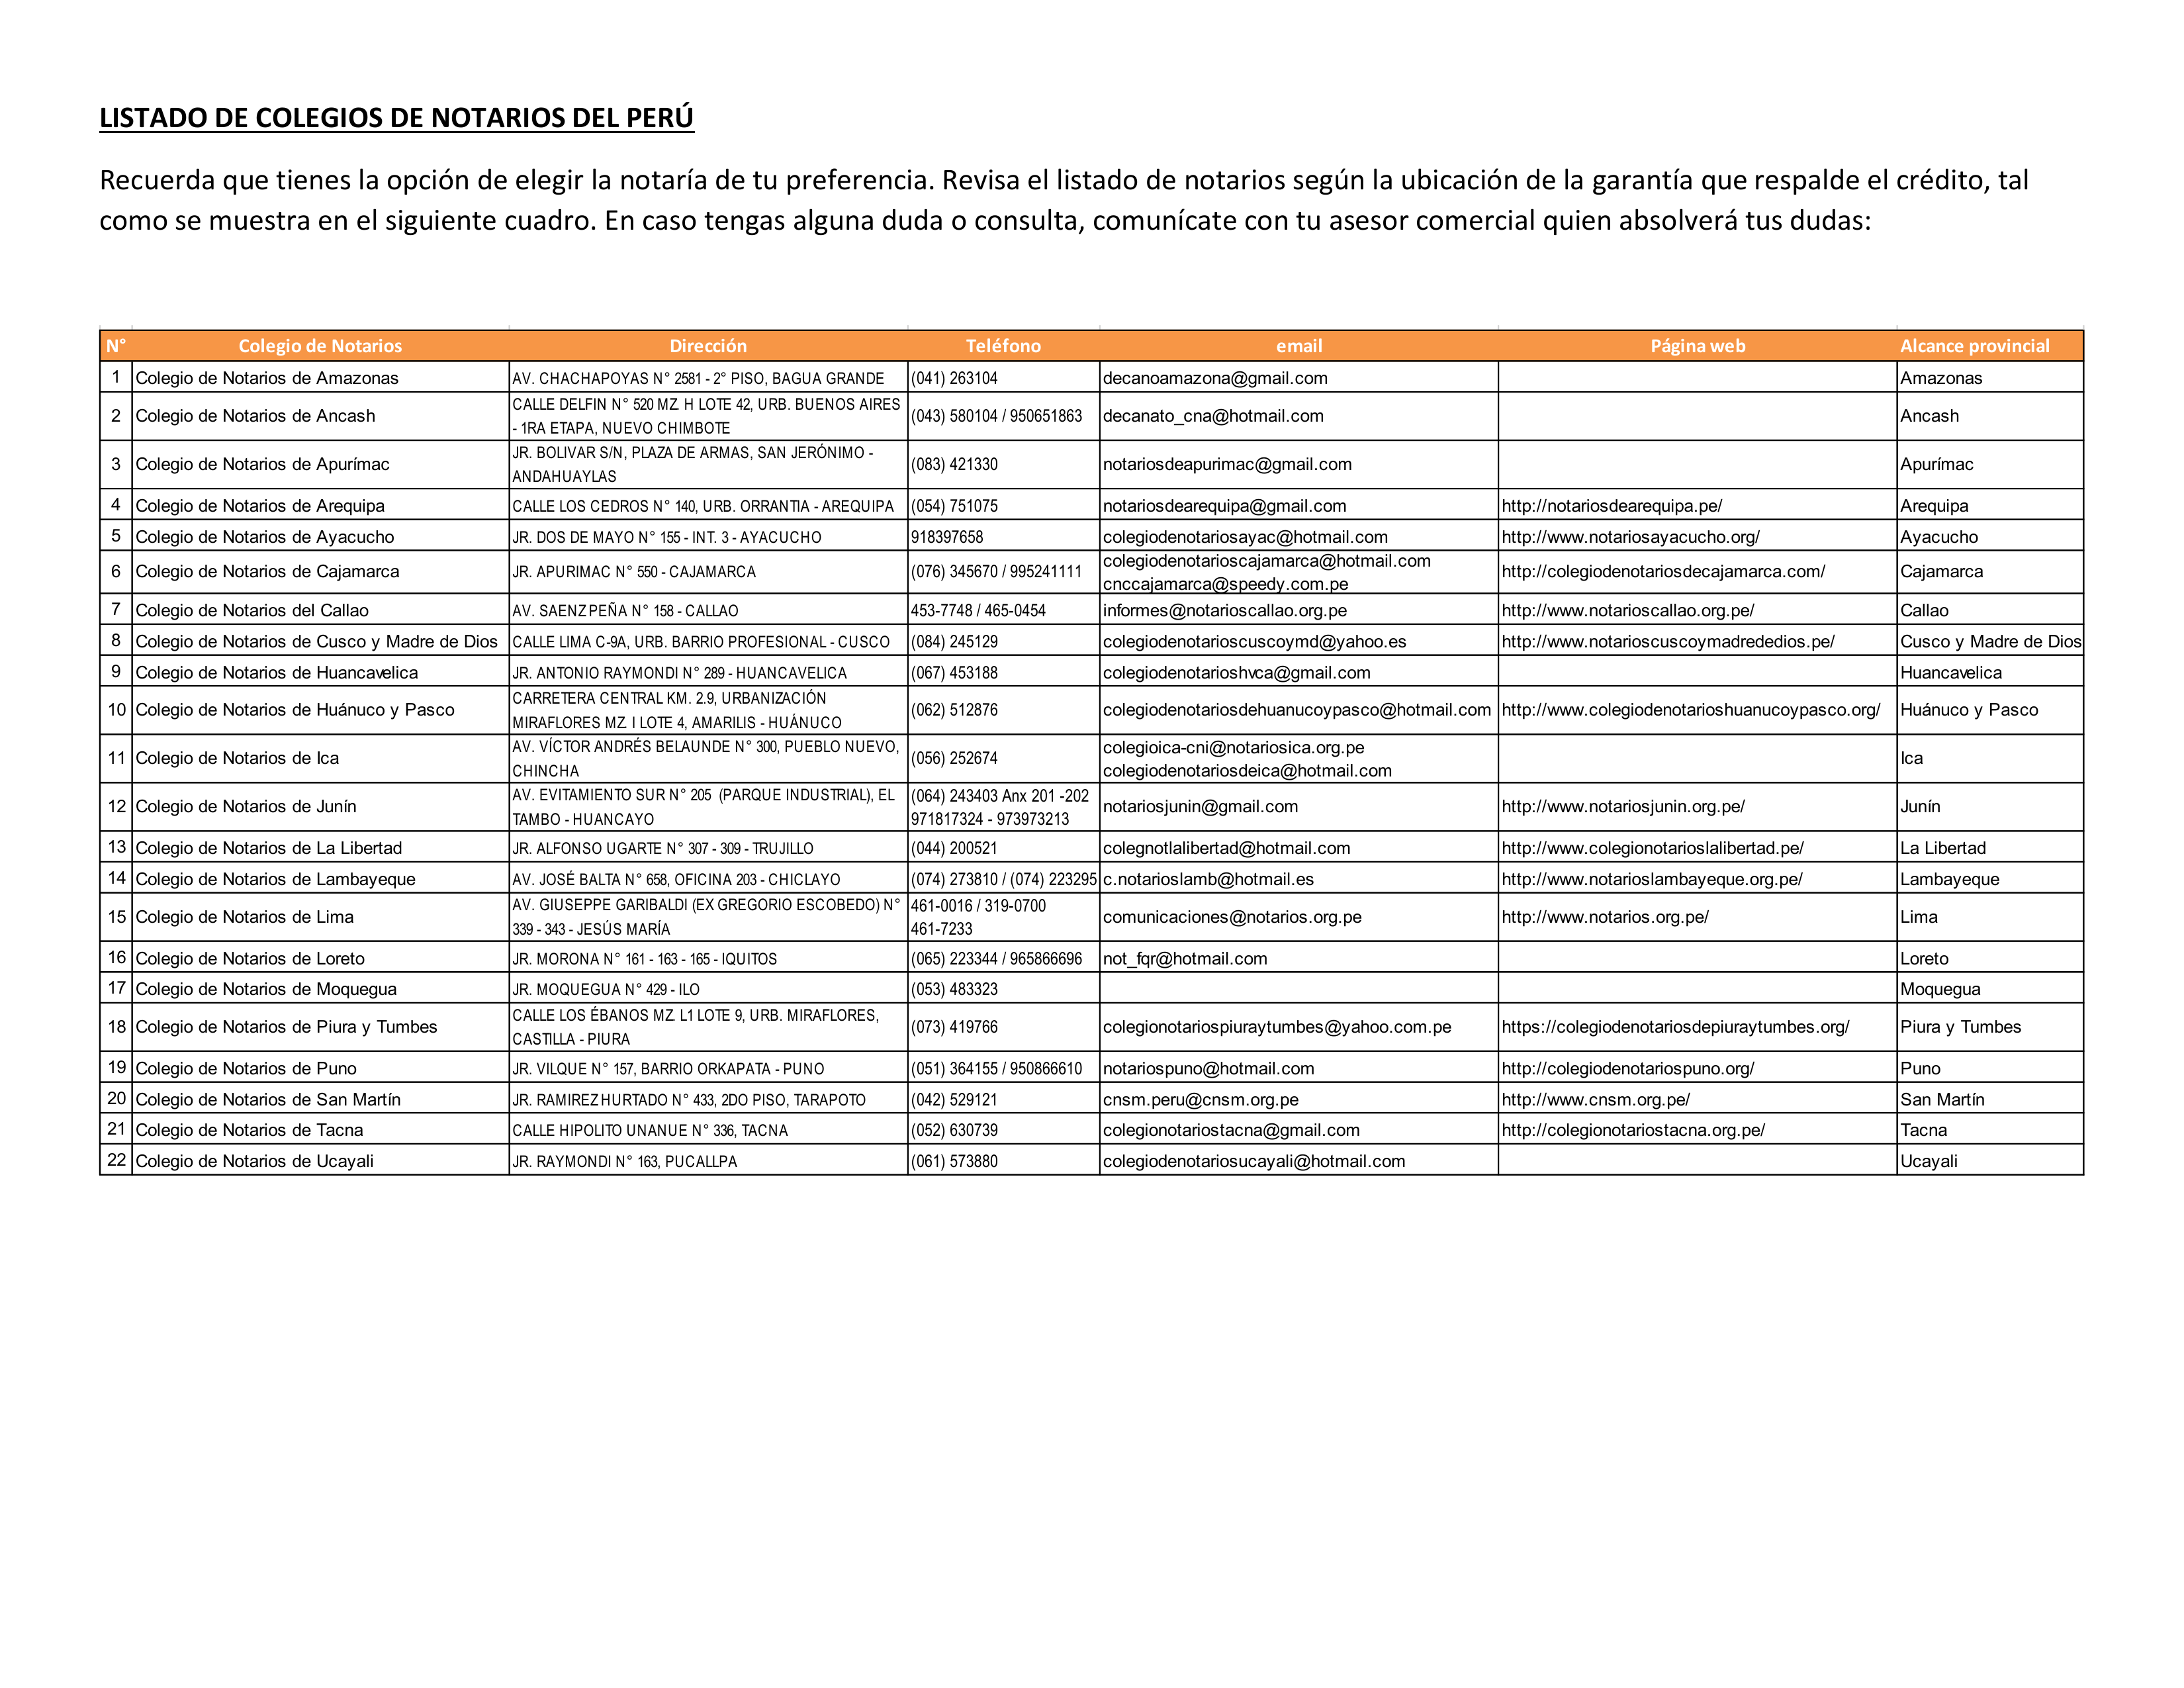 LISTADO DE COLEGIOS DE NOTARIOS DEL PERÚ
Recuerda que tienes la opción de elegir la notaría de tu preferencia. Revisa el listado de notarios según la ubicación de la garantía que respalde el crédito, tal
como se muestra en el siguiente cuadro. En caso tengas alguna duda o consulta, comunícate con tu asesor comercial quien absolverá tus dudas:
N° Colegio de Notarios Dirección Teléfono email Página web Alcance provincial
1 Colegio de Notarios de Amazonas AV. CHACHAPOYAS N° 2581 - 2° PISO, BAGUA GRANDE (041) 263104 decanoamazona@gmail.com Amazonas
2 Colegio de Notarios de Ancash CALLE DELFIN N° 520 MZ. H LOTE 42, URB. BUENOS AIRES
- 1RA ETAPA, NUEVO CHIMBOTE (043) 580104 / 950651863 decanato_cna@hotmail.com Ancash
3 Colegio de Notarios de Apurímac JR. BOLIVAR S/N, PLAZA DE ARMAS, SAN JERÓNIMO -
ANDAHUAYLAS (083) 421330 notariosdeapurimac@gmail.com Apurímac
4 Colegio de Notarios de Arequipa CALLE LOS CEDROS N° 140, URB. ORRANTIA - AREQUIPA (054) 751075 notariosdearequipa@gmail.com http://notariosdearequipa.pe/ Arequipa
5 Colegio de Notarios de Ayacucho JR. DOS DE MAYO N° 155 - INT. 3 - AYACUCHO 918397658 colegiodenotariosayac@hotmail.com http://www.notariosayacucho.org/ Ayacucho
6 Colegio de Notarios de Cajamarca JR. APURIMAC N° 550 - CAJAMARCA (076) 345670 / 995241111 colegiodenotarioscajamarca@hotmail.com
cnccajamarca@speedy.com.pe http://colegiodenotariosdecajamarca.com/ Cajamarca
7 Colegio de Notarios del Callao AV. SAENZ PEÑA N° 158 - CALLAO 453-7748 / 465-0454 informes@notarioscallao.org.pe http://www.notarioscallao.org.pe/ Callao
8 Colegio de Notarios de Cusco y Madre de Dios CALLE LIMA C-9A, URB. BARRIO PROFESIONAL - CUSCO (084) 245129 colegiodenotarioscuscoymd@yahoo.es http://www.notarioscuscoymadrededios.pe/ Cusco y Madre de Dios
9 Colegio de Notarios de Huancavelica JR. ANTONIO RAYMONDI N° 289 - HUANCAVELICA (067) 453188 colegiodenotarioshvca@gmail.com Huancavelica
10 Colegio de Notarios de Huánuco y Pasco CARRETERA CENTRAL KM. 2.9, URBANIZACIÓN
MIRAFLORES MZ. I LOTE 4, AMARILIS - HUÁNUCO (062) 512876 colegiodenotariosdehuanucoypasco@hotmail.com http://www.colegiodenotarioshuanucoypasco.org/ Huánuco y Pasco
11 Colegio de Notarios de Ica AV. VÍCTOR ANDRÉS BELAUNDE N° 300, PUEBLO NUEVO,
CHINCHA (056) 252674 colegioica-cni@notariosica.org.pe
colegiodenotariosdeica@hotmail.com Ica
12 Colegio de Notarios de Junín AV. EVITAMIENTO SUR N° 205 (PARQUE INDUSTRIAL), EL
TAMBO - HUANCAYO (064) 243403 Anx 201 -202
971817324 - 973973213 notariosjunin@gmail.com http://www.notariosjunin.org.pe/ Junín
13 Colegio de Notarios de La Libertad JR. ALFONSO UGARTE N° 307 - 309 - TRUJILLO (044) 200521 colegnotlalibertad@hotmail.com http://www.colegionotarioslalibertad.pe/ La Libertad
14 Colegio de Notarios de Lambayeque AV. JOSÉ BALTA N° 658, OFICINA 203 - CHICLAYO (074) 273810 / (074) 223295 c.notarioslamb@hotmail.es http://www.notarioslambayeque.org.pe/ Lambayeque
15 Colegio de Notarios de Lima AV. GIUSEPPE GARIBALDI (EX GREGORIO ESCOBEDO) N°
339 - 343 - JESÚS MARÍA 461-0016 / 319-0700
461-7233 comunicaciones@notarios.org.pe http://www.notarios.org.pe/ Lima
16 Colegio de Notarios de Loreto JR. MORONA N° 161 - 163 - 165 - IQUITOS (065) 223344 / 965866696 not_fqr@hotmail.com Loreto
17 Colegio de Notarios de Moquegua JR. MOQUEGUA N° 429 - ILO (053) 483323 Moquegua
18 Colegio de Notarios de Piura y Tumbes CALLE LOS ÉBANOS MZ. L1 LOTE 9, URB. MIRAFLORES,
CASTILLA - PIURA (073) 419766 colegionotariospiuraytumbes@yahoo.com.pe https://colegiodenotariosdepiuraytumbes.org/ Piura y Tumbes
19 Colegio de Notarios de Puno JR. VILQUE N° 157, BARRIO ORKAPATA - PUNO (051) 364155 / 950866610 notariospuno@hotmail.com http://colegiodenotariospuno.org/ Puno
20 Colegio de Notarios de San Martín JR. RAMIREZ HURTADO N° 433, 2DO PISO, TARAPOTO (042) 529121 cnsm.peru@cnsm.org.pe http://www.cnsm.org.pe/ San Martín
21 Colegio de Notarios de Tacna CALLE HIPOLITO UNANUE N° 336, TACNA (052) 630739 colegionotariostacna@gmail.com http://colegionotariostacna.org.pe/ Tacna
22 Colegio de Notarios de Ucayali JR. RAYMONDI N° 163, PUCALLPA (061) 573880 colegiodenotariosucayali@hotmail.com Ucayali